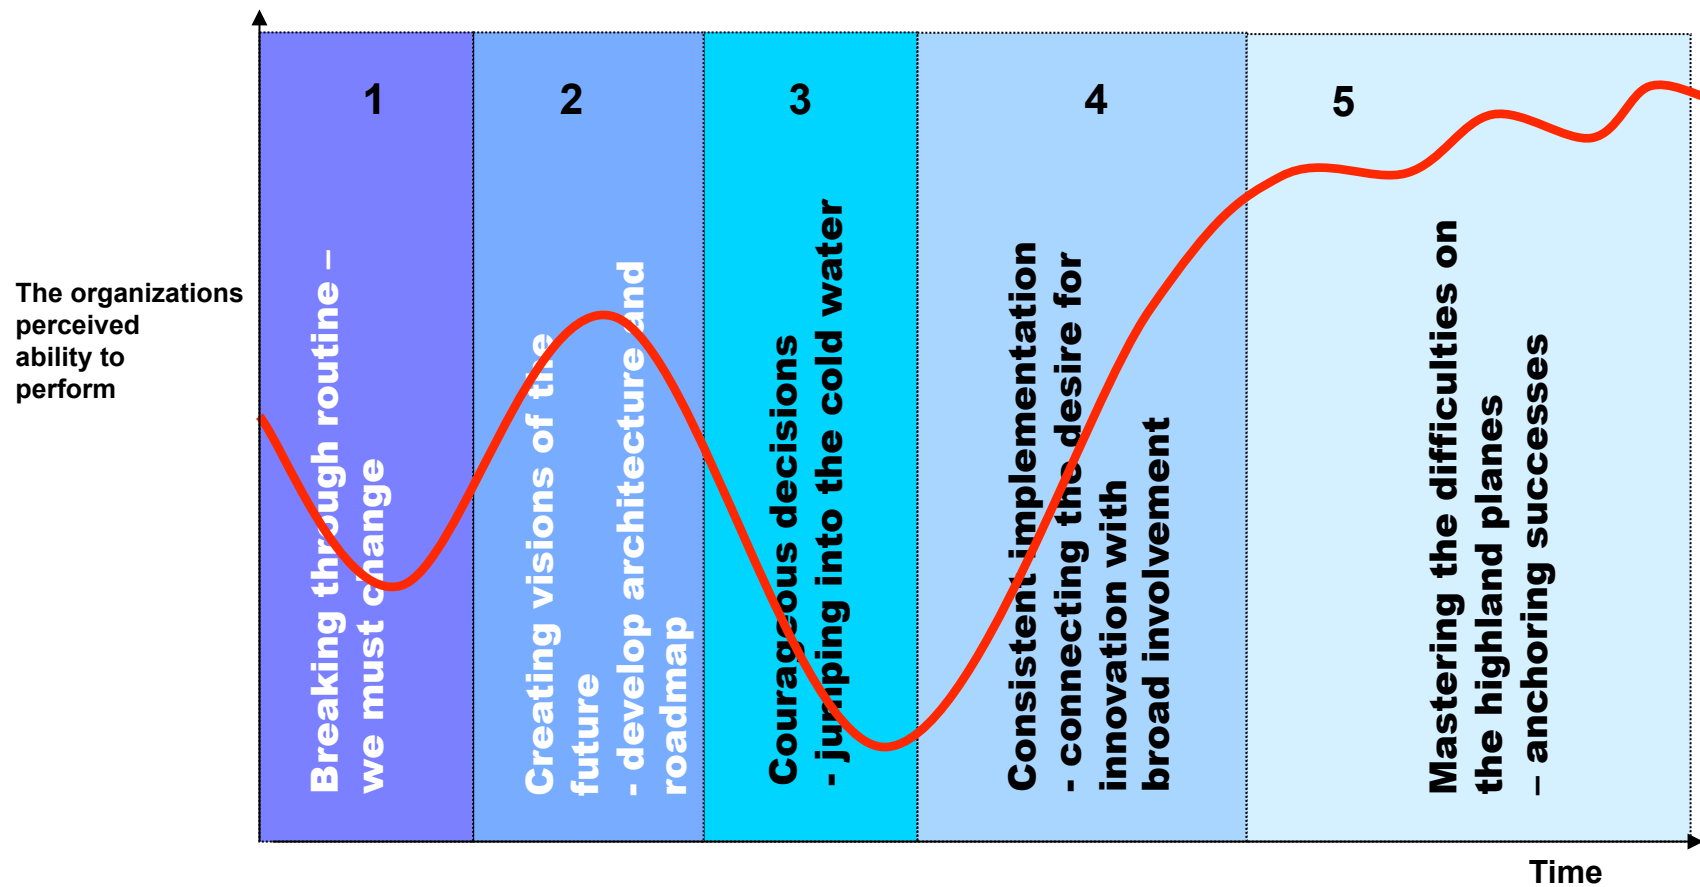 1
2
3
4
5
The organizations
perceived
ability to
perform
Breaking through routine –
we must change
Creating visions of the
future
- develop architecture and
roadmap
Courageous decisions
- jumping into the cold water
Consistent implementation
- connecting the desire for
innovation with
broad involvement
Mastering the difficulties on
the highland planes
– anchoring successes
Time